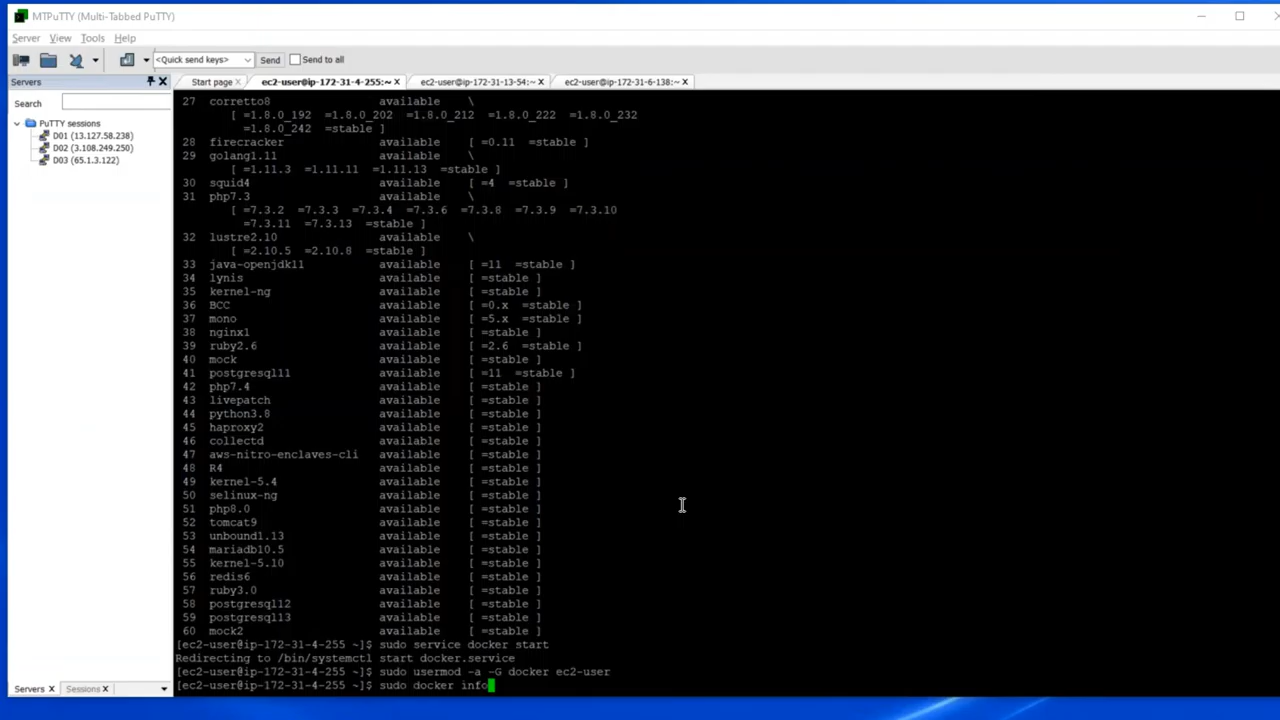 MTPuTTY (Multi-Tabbed PuTTY)
Server View Tools Help
<Quick send keys> Send Send to all
Servers
Start page ec2-user@ip-172-31-4-255:~ ec2-user@ip-172-31-13-54:~ ec2-user@ip-172-31-6-138:~
Search
PuTTY sessions
D01 (13.127.58.238)
D02 (3.108.249.250)
D03 (65.1.3.122)
27 corretto8 available \
[ =1.8.0_192 =1.8.0_202 =1.8.0_212 =1.8.0_222 =1.8.0_232
=1.8.0_242 =stable ]
28 firecracker available [ =0.11 =stable ]
29 golang1.11 available \
[ =1.11.3 =1.11.11 =1.11.13 =stable ]
30 squid4 available [ =4 =stable ]
31 php7.3 available \
[ =7.3.2 =7.3.3 =7.3.4 =7.3.6 =7.3.8 =7.3.9 =7.3.10
=7.3.11 =7.3.13 =stable ]
32 lustre2.10 available \
[ =2.10.5 =2.10.8 =stable ]
33 java-openjdk11 available [ =11 =stable ]
34 lynis available [ =stable ]
35 kernel-ng available [ =stable ]
36 BCC available [ =0.x =stable ]
37 mono available [ =5.x =stable ]
38 nginx1 available [ =stable ]
39 ruby2.6 available [ =2.6 =stable ]
40 mock available [ =stable ]
41 postgresql11 available [ =11 =stable ]
42 php7.4 available [ =stable ]
43 livepatch available [ =stable ]
44 python3.8 available [ =stable ]
45 haproxy2 available [ =stable ]
46 collectd available [ =stable ]
47 aws-nitro-enclaves-cli available [ =stable ]
48 R4 available [ =stable ]
49 kernel-5.4 available [ =stable ]
50 selinux-ng available [ =stable ]
51 php8.0 available [ =stable ]
52 tomcat9 available [ =stable ]
53 unbound1.13 available [ =stable ]
54 mariadb10.5 available [ =stable ]
55 kernel-5.10 available [ =stable ]
56 redis6 available [ =stable ]
57 ruby3.0 available [ =stable ]
58 postgresql12 available [ =stable ]
59 postgresql13 available [ =stable ]
60 mock2 available [ =stable ]
[ec2-user@ip-172-31-4-255 ~]$ sudo service docker start
Redirecting to /bin/systemctl start docker.service
[ec2-user@ip-172-31-4-255 ~]$ sudo usermod -a -G docker ec2-user
[ec2-user@ip-172-31-4-255 ~]$ sudo docker info
Servers Sessions